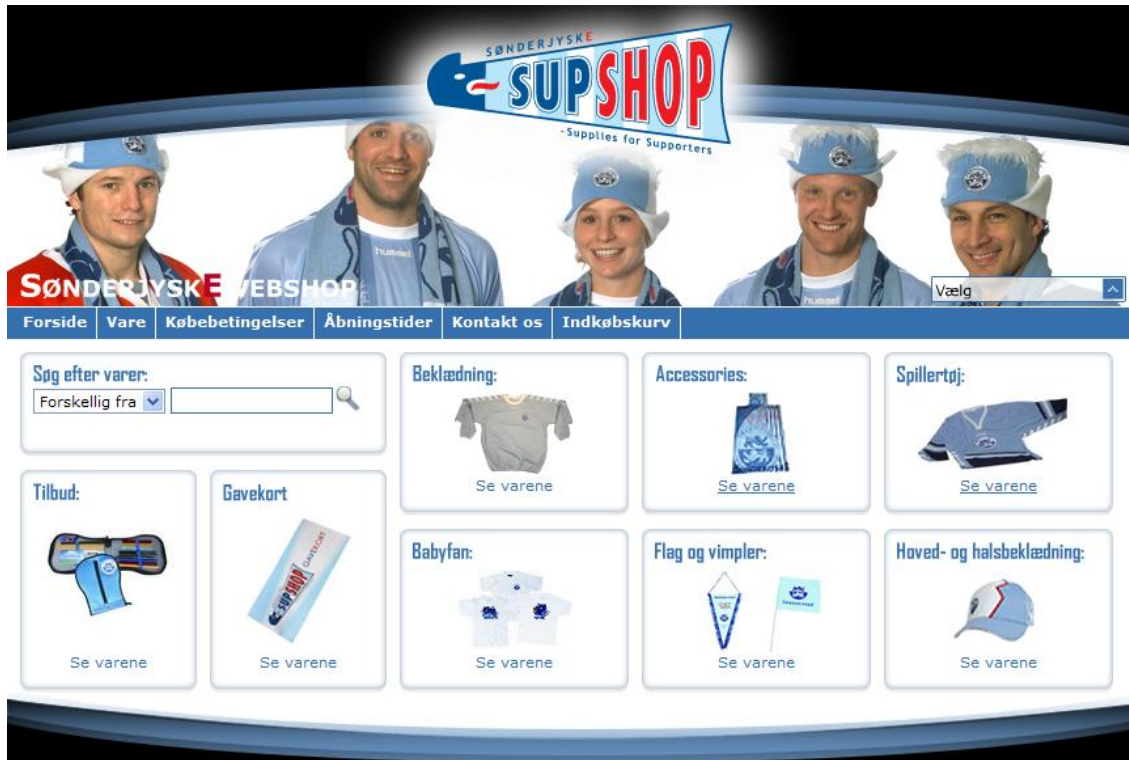 SØNDERJYSKE
SUPSHOP
- Supplies for Supporters
SØNDERJYSKE WEBSHOP
Vælg
Forside Vare Købebetingelser Åbningstider Kontakt os Indkøbskurv
Søg efter varer:
Forskellig fra
Beklædning:
Se varene
Accessories:
Se varene
Spillertøj:
Se varene
Tilbud:
Se varene
Gavekort
SUPSHOP GAVEKORT
Se varene
Babyfan:
Se varene
Flag og vimpler:
Se varene
Hoved- og halsbeklædning:
Se varene